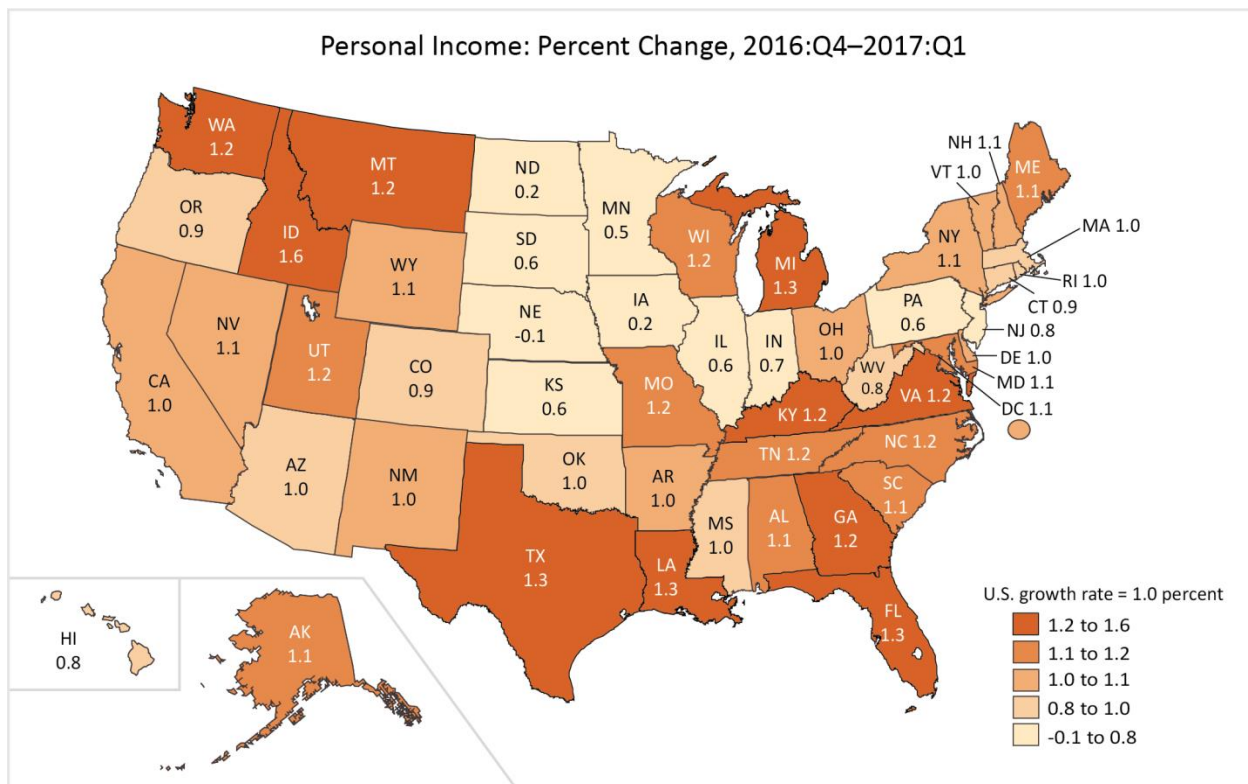 Personal Income: Percent Change, 2016:Q4–2017:Q1
WA
1.2
MT
1.2
ND
0.2
MN
0.5
NH 1.1
VT 1.0
ME
1.1
OR
0.9
ID
1.6
SD
0.6
WI
1.2
MI
1.3
NY
1.1
MA 1.0
RI 1.0
CT 0.9
WY
1.1
NE
-0.1
IA
0.2
PA
0.6
NJ 0.8
NV
1.1
UT
1.2
CO
0.9
KS
0.6
IL
0.6
IN
0.7
OH
1.0
WV
0.8
DE 1.0
MD 1.1
DC 1.1
CA
1.0
MO
1.2
KY 1.2
VA 1.2
AZ
1.0
NM
1.0
OK
1.0
AR
1.0
TN 1.2
NC 1.2
SC
1.1
TX
1.3
LA
1.3
MS
1.0
AL
1.1
GA
1.2
FL
1.3
HI
0.8
AK
1.1
U.S. growth rate = 1.0 percent
1.2 to 1.6
1.1 to 1.2
1.0 to 1.1
0.8 to 1.0
-0.1 to 0.8